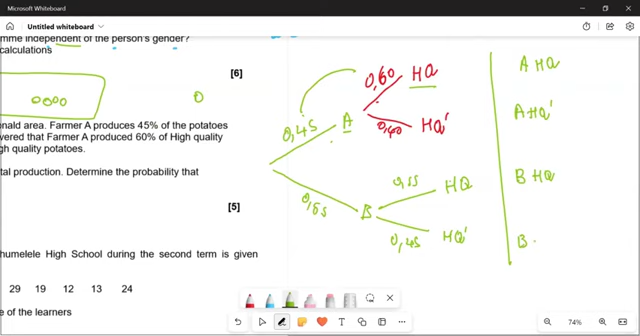 Microsoft Whiteboard
Untitled whiteboard
mme independent of the person's gender?
calculations
[6]
onald area. Farmer A produces 45% of the potatoes
vered that Farmer A produced 60% of High quality
gh quality potatoes.
tal production. Determine the probability that
[5]
humelele High School during the second term is given
29 19 12 13 24
e of the learners
0,45
A
0,60
HQ
0,40
HQ'
0,55
B
0,55
HQ
0,45
HQ'
A HQ
A HQ'
B HQ
B
74%